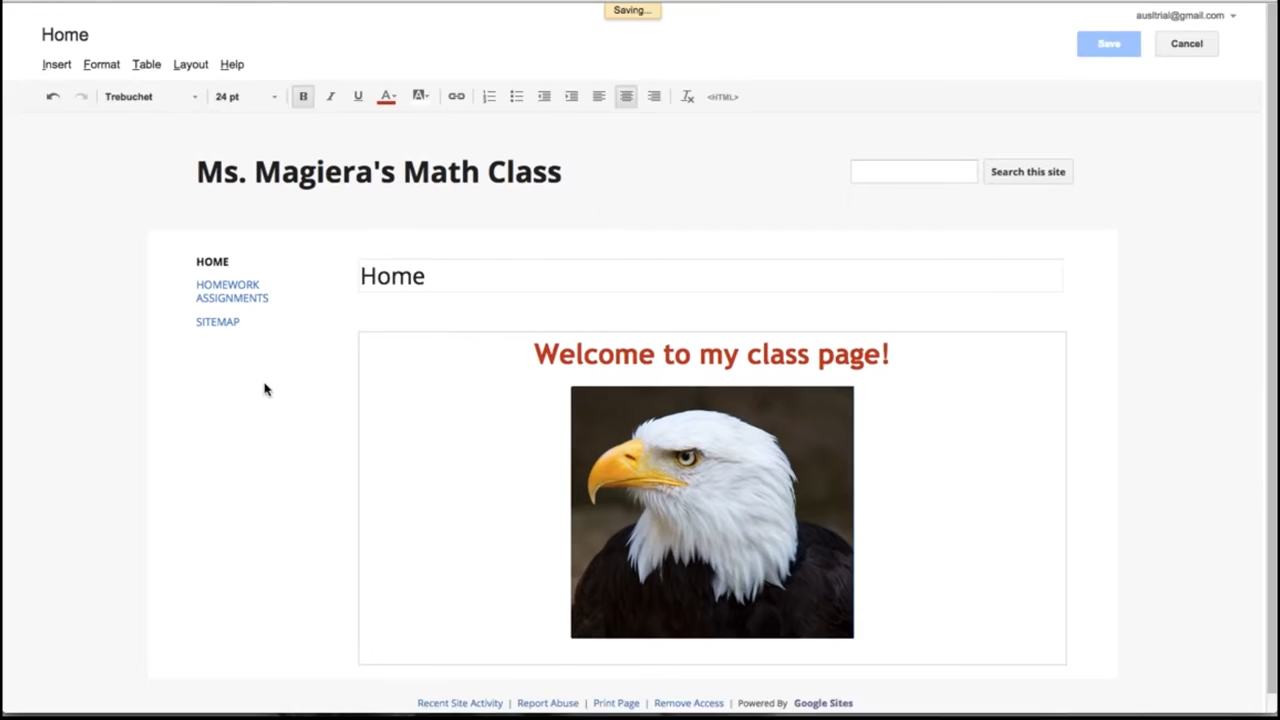 Saving...
ausltrial@gmail.com
Home
Save
Cancel
Insert Format Table Layout Help
Trebuchet 24 pt B I U A A <HTML>
Ms. Magiera's Math Class
Search this site
HOME
HOMEWORK
ASSIGNMENTS
SITEMAP
Home
Welcome to my class page!
Recent Site Activity | Report Abuse | Print Page | Remove Access | Powered By Google Sites